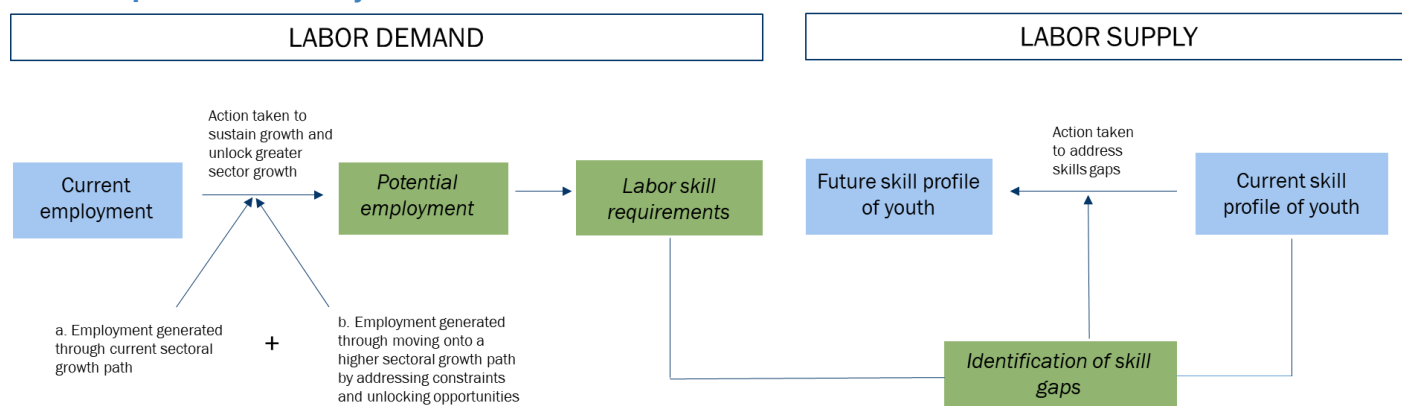 LABOR DEMAND
LABOR SUPPLY
Action taken to
sustain growth and
unlock greater
sector growth
Current
employment
Potential
employment
Labor skill
requirements
a. Employment generated
through current sectoral
growth path
+
b. Employment generated
through moving onto a
higher sectoral growth path
by addressing constraints
and unlocking opportunities
Action taken
to address
skills gaps
Future skill profile
of youth
Current skill
profile of youth
Identification of skill
gaps